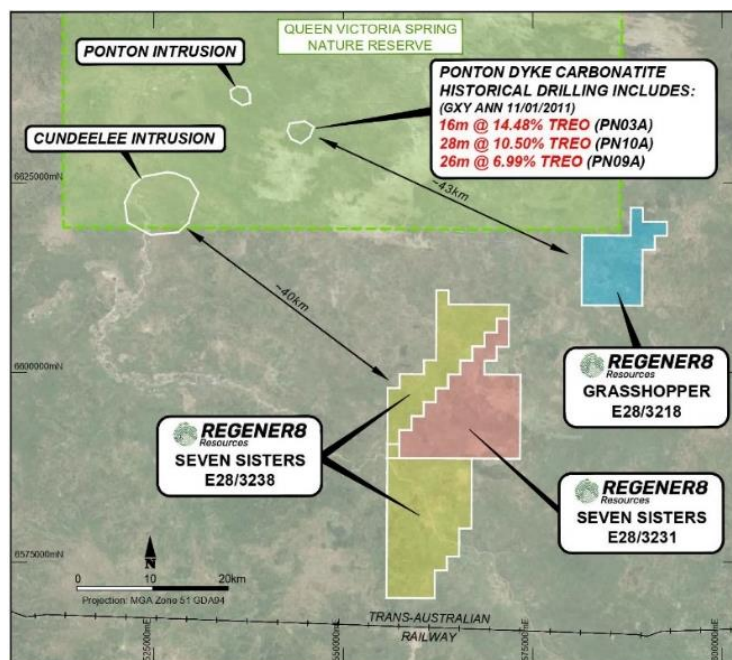 QUEEN VICTORIA SPRING
NATURE RESERVE
PONTON INTRUSION
CUNDEELEE INTRUSION
PONTON DYKE CARBONATITE
HISTORICAL DRILLING INCLUDES:
(GXY ANN 11/01/2011)
16m @ 14.48% TREO (PN03A)
28m @ 10.50% TREO (PN10A)
26m @ 6.99% TREO (PN09A)
6625000mN
~43km
~40km
6600000mN
REGENER8
Resources
GRASSHOPPER
E28/3218
REGENER8
Resources
SEVEN SISTERS
E28/3238
REGENER8
Resources
SEVEN SISTERS
E28/3231
6575000mN
N
0 10 20km
Projection: MGA Zone 51 GDA94
TRANS-AUSTRALIAN
RAILWAY
525000mE
575000mE